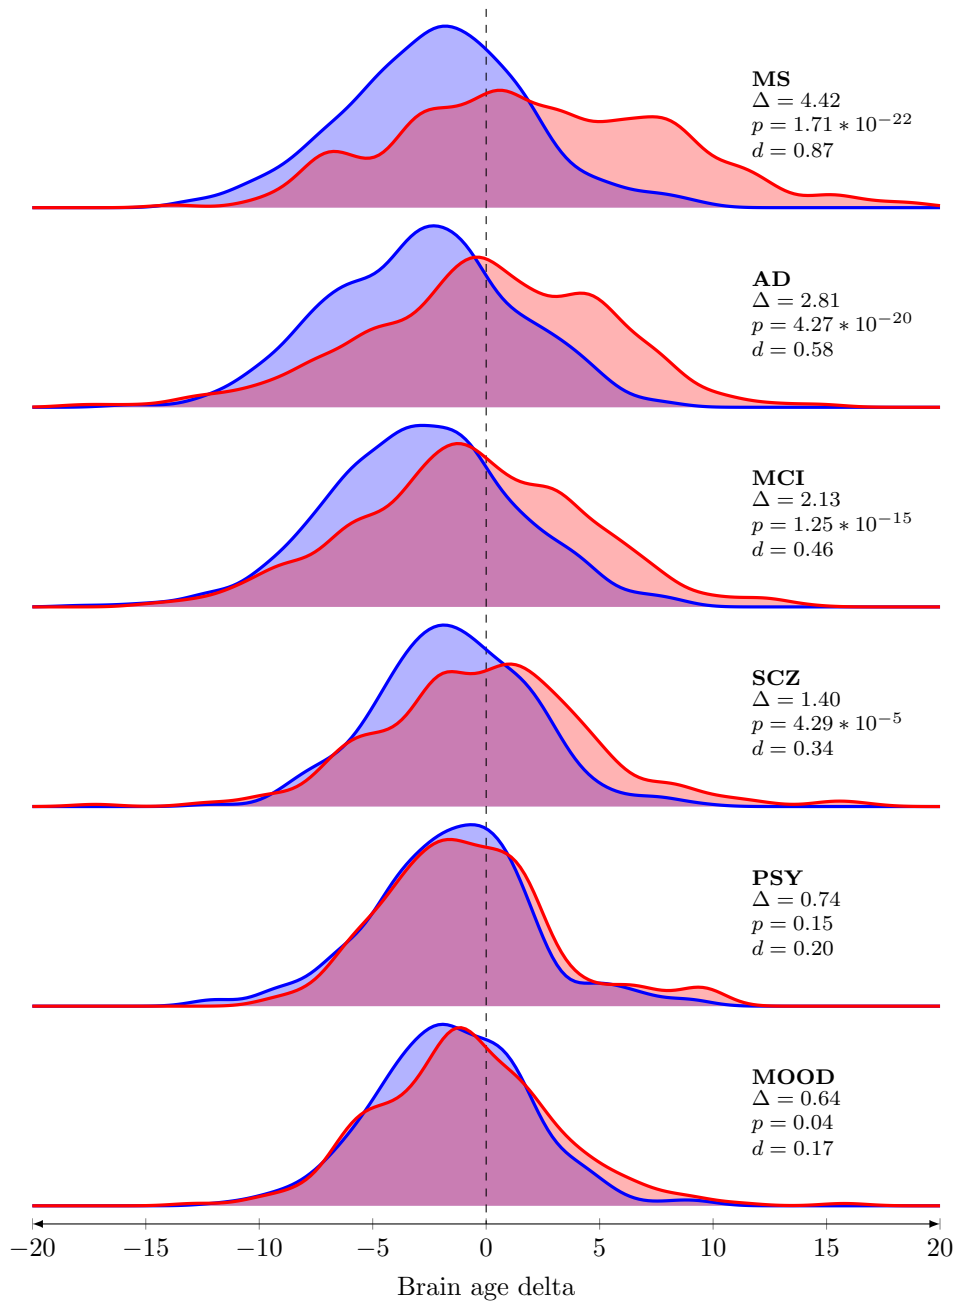 MS
Δ = 4.42
p = 1.71 * 10⁻²²
d = 0.87
AD
Δ = 2.81
p = 4.27 * 10⁻²⁰
d = 0.58
MCI
Δ = 2.13
p = 1.25 * 10⁻¹⁵
d = 0.46
SCZ
Δ = 1.40
p = 4.29 * 10⁻⁵
d = 0.34
PSY
Δ = 0.74
p = 0.15
d = 0.20
MOOD
Δ = 0.64
p = 0.04
d = 0.17
−20 −15 −10 −5 0 5 10 15 20
Brain age delta